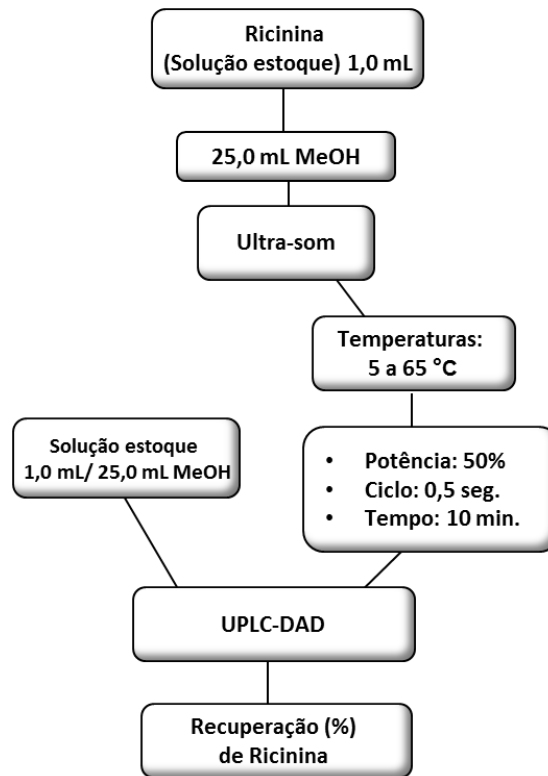 Ricinina
(Solução estoque) 1,0 mL
25,0 mL MeOH
Ultra-som
Temperaturas:
5 a 65 °C
Solução estoque
1,0 mL/ 25,0 mL MeOH
• Potência: 50%
• Ciclo: 0,5 seg.
• Tempo: 10 min.
UPLC-DAD
Recuperação (%)
de Ricinina